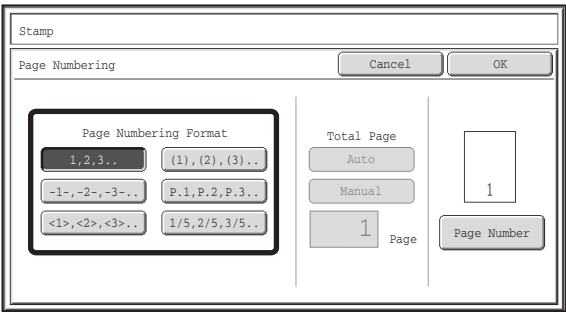 Stamp
Page Numbering
Cancel
OK
Page Numbering Format
1,2,3..
(1),(2),(3)..
-1-,-2-,-3-..
P.1,P.2,P.3..
<1>,<2>,<3>..
1/5,2/5,3/5..
Total Page
Auto
Manual
1
Page
1
Page Number